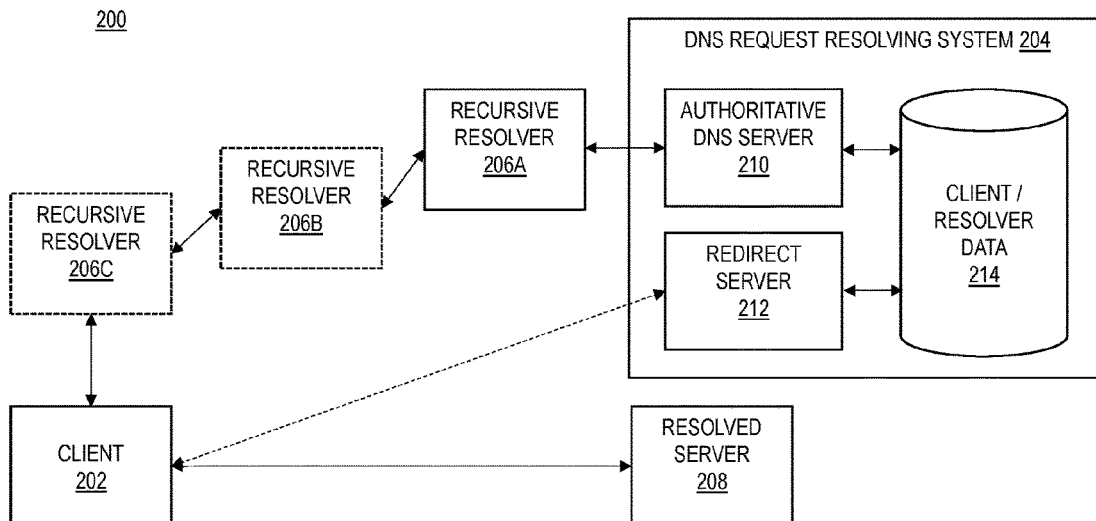 200
DNS REQUEST RESOLVING SYSTEM 204
RECURSIVE
RESOLVER
206A
AUTHORITATIVE
DNS SERVER
210
RECURSIVE
RESOLVER
206B
RECURSIVE
RESOLVER
206C
CLIENT /
RESOLVER
DATA
214
REDIRECT
SERVER
212
CLIENT
202
RESOLVED
SERVER
208